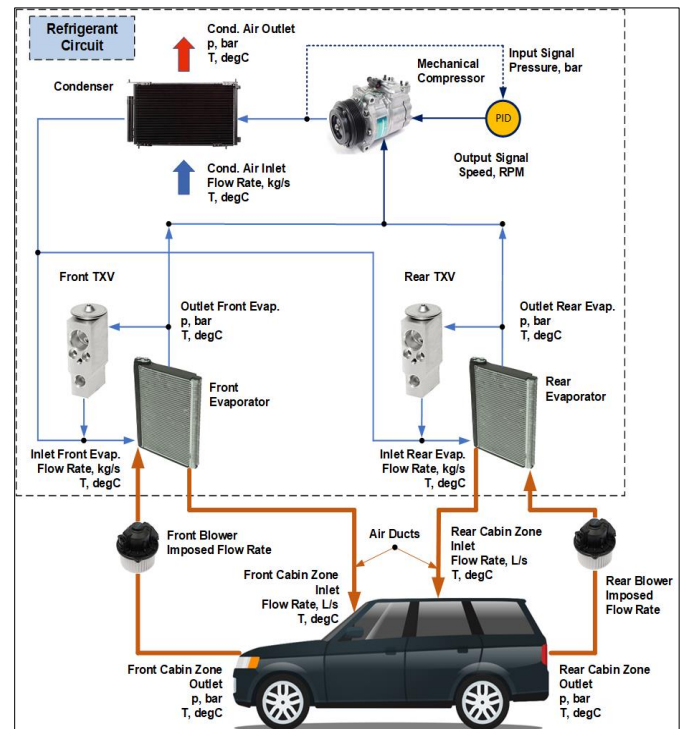 Refrigerant
Circuit
Cond. Air Outlet
p, bar
T, degC
Condenser
Mechanical
Compressor
Input Signal
Pressure, bar
PID
Output Signal
Speed, RPM
Cond. Air Inlet
Flow Rate, kg/s
T, degC
Front TXV
Rear TXV
Outlet Front Evap.
p, bar
T, degC
Outlet Rear Evap.
p, bar
T, degC
Front
Evaporator
Rear
Evaporator
Inlet Front Evap.
Flow Rate, kg/s
T, degC
Inlet Rear Evap.
Flow Rate, kg/s
T, degC
Front Blower
Imposed Flow Rate
Air Ducts
Rear Cabin Zone
Inlet
Flow Rate, L/s
T, degC
Front Cabin Zone
Inlet
Flow Rate, L/s
T, degC
Rear Blower
Imposed
Flow Rate
Front Cabin Zone
Outlet
p, bar
T, degC
Rear Cabin Zone
Outlet
p, bar
T, degC